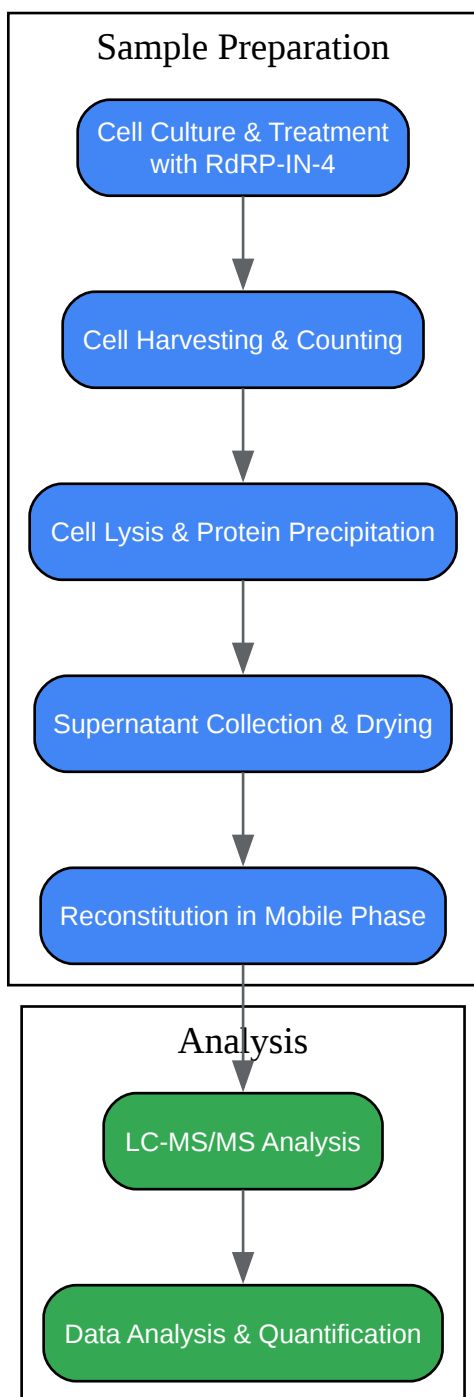 Sample Preparation
Cell Culture & Treatment
with RdRP-IN-4
Cell Harvesting & Counting
Cell Lysis & Protein Precipitation
Supernatant Collection & Drying
Reconstitution in Mobile Phase
Analysis
LC-MS/MS Analysis
Data Analysis & Quantification